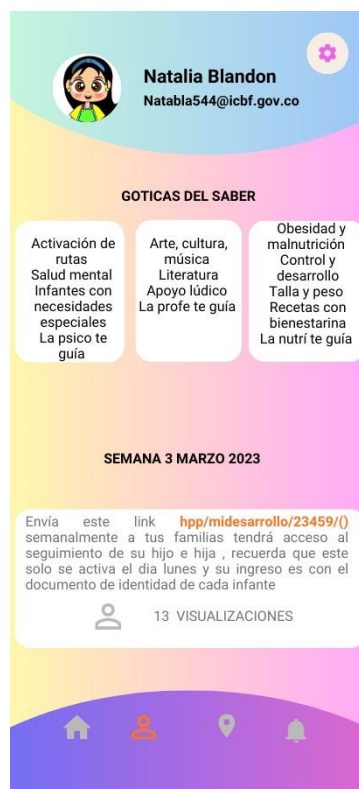 Natalia Blandon
Natabla544@icbf.gov.co
GOTICAS DEL SABER
Activación de
rutas
Salud mental
Infantes con
necesidades
especiales
La psico te
guía
Arte, cultura,
música
Literatura
Apoyo lúdico
La profe te guía
Obesidad y
malnutrición
Control y
desarrollo
Talla y peso
Recetas con
bienestarina
La nutrí te guía
SEMANA 3 MARZO 2023
Envía este link hpp/midesarrollo/23459/()
semanalmente a tus familias tendrá acceso al
seguimiento de su hijo e hija , recuerda que este
solo se activa el dia lunes y su ingreso es con el
documento de identidad de cada infante
13 VISUALIZACIONES